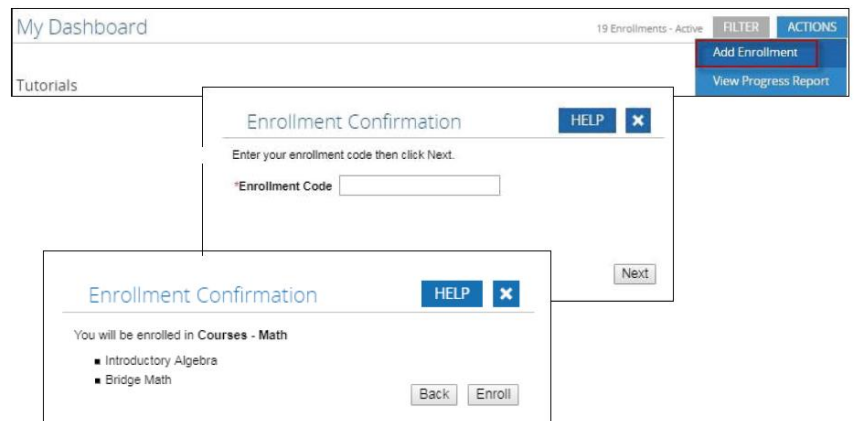 My Dashboard 19 Enrollments - Active FILTER ACTIONS
Add Enrollment
Tutorials View Progress Report
Enrollment Confirmation HELP ×
Enter your enrollment code then click Next.
*Enrollment Code
Next
Enrollment Confirmation HELP ×
You will be enrolled in Courses - Math
▪ Introductory Algebra
▪ Bridge Math
Back Enroll